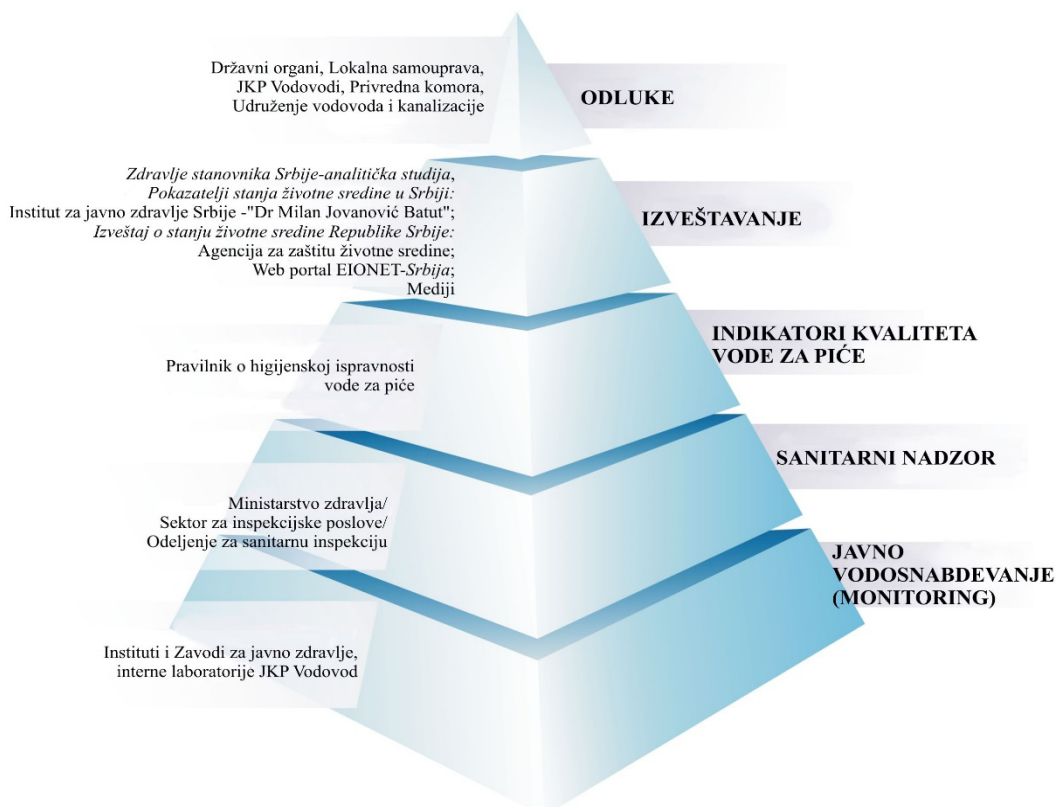 Državni organi, Lokalna samouprava,
JKP Vodovodi, Privredna komora,
Udruženje vodovoda i kanalizacije
ODLUKE
Zdravlje stanovnika Srbije-analitička studija,
Pokazatelji stanja životne sredine u Srbiji:
Institut za javno zdravlje Srbije -"Dr Milan Jovanović Batut";
Izveštaj o stanju životne sredine Republike Srbije:
Agencija za zaštitu životne sredine;
Web portal EIONET-Srbija;
Mediji
IZVEŠTAVANJE
Pravilnik o higijenskoj ispravnosti
vode za piće
INDIKATORI KVALITETA
VODE ZA PIĆE
Ministarstvo zdravlja/
Sektor za inspekcijske poslove/
Odeljenje za sanitarnu inspekciju
SANITARNI NADZOR
Instituti i Zavodi za javno zdravlje,
interne laboratorije JKP Vodovod
JAVNO
VODOSNABDEVANJE
(MONITORING)